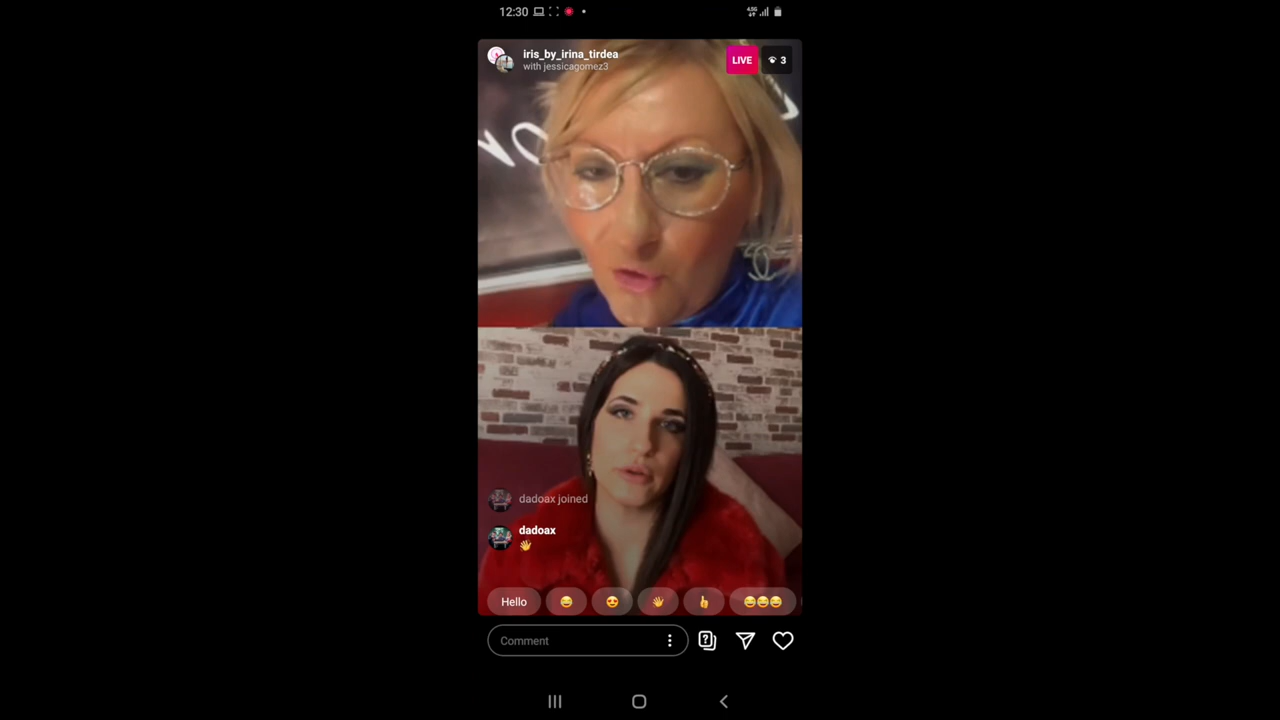 12:30
iris_by_irina_tirdea
with jessicagomez3
LIVE
3
dadoax joined
dadoax
👋
Hello
Comment